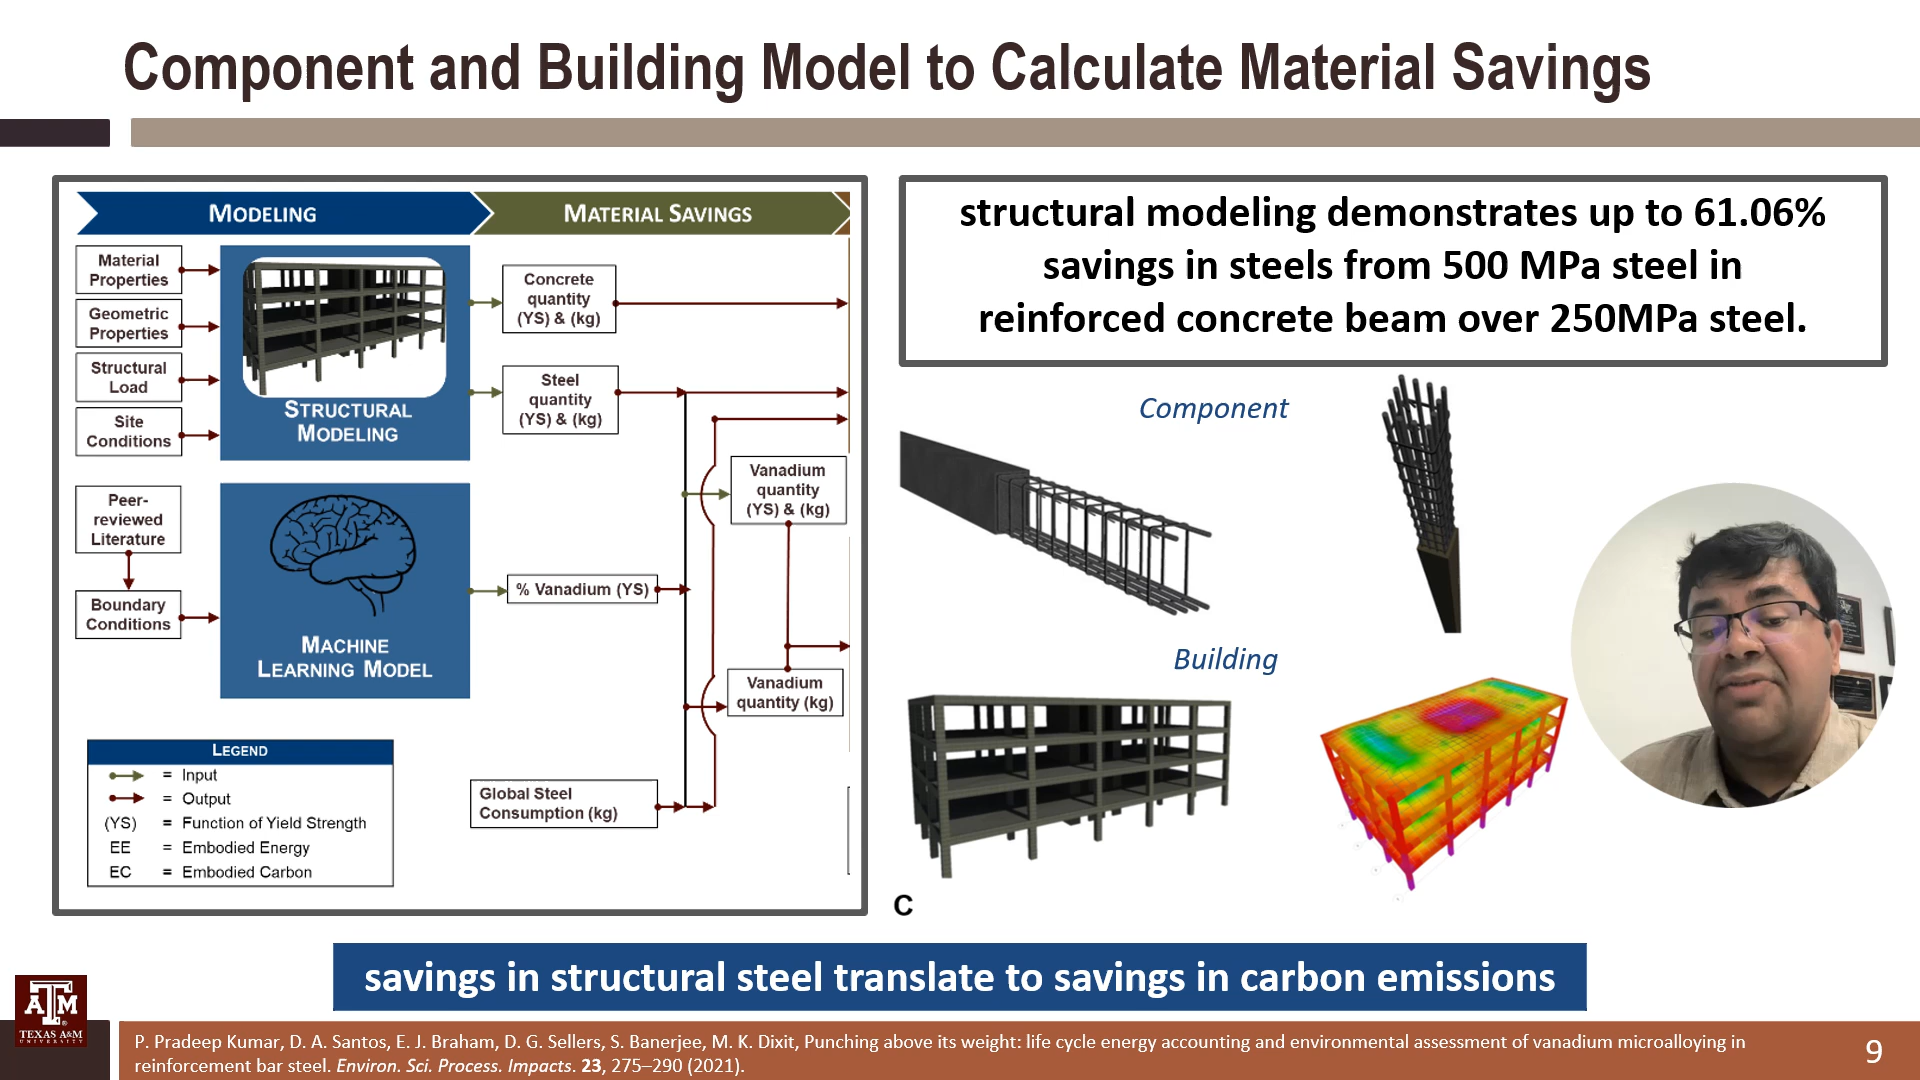 Component and Building Model to Calculate Material Savings
MODELING
MATERIAL SAVINGS
Material
Properties
Geometric
Properties
Structural
Load
Site
Conditions
STRUCTURAL
MODELING
Concrete
quantity
(YS) & (kg)
Steel
quantity
(YS) & (kg)
Vanadium
quantity
(YS) & (kg)
Peer-
reviewed
Literature
Boundary
Conditions
MACHINE
LEARNING MODEL
% Vanadium (YS)
Vanadium
quantity (kg)
Global Steel
Consumption (kg)
LEGEND
= Input
= Output
(YS) = Function of Yield Strength
EE = Embodied Energy
EC = Embodied Carbon
structural modeling demonstrates up to 61.06%
savings in steels from 500 MPa steel in
reinforced concrete beam over 250MPa steel.
Component
Building
C
savings in structural steel translate to savings in carbon emissions
ATM
TEXAS A&M
UNIVERSITY
P. Pradeep Kumar, D. A. Santos, E. J. Braham, D. G. Sellers, S. Banerjee, M. K. Dixit, Punching above its weight: life cycle energy accounting and environmental assessment of vanadium microalloying in
reinforcement bar steel. Environ. Sci. Process. Impacts. 23, 275–290 (2021).
9